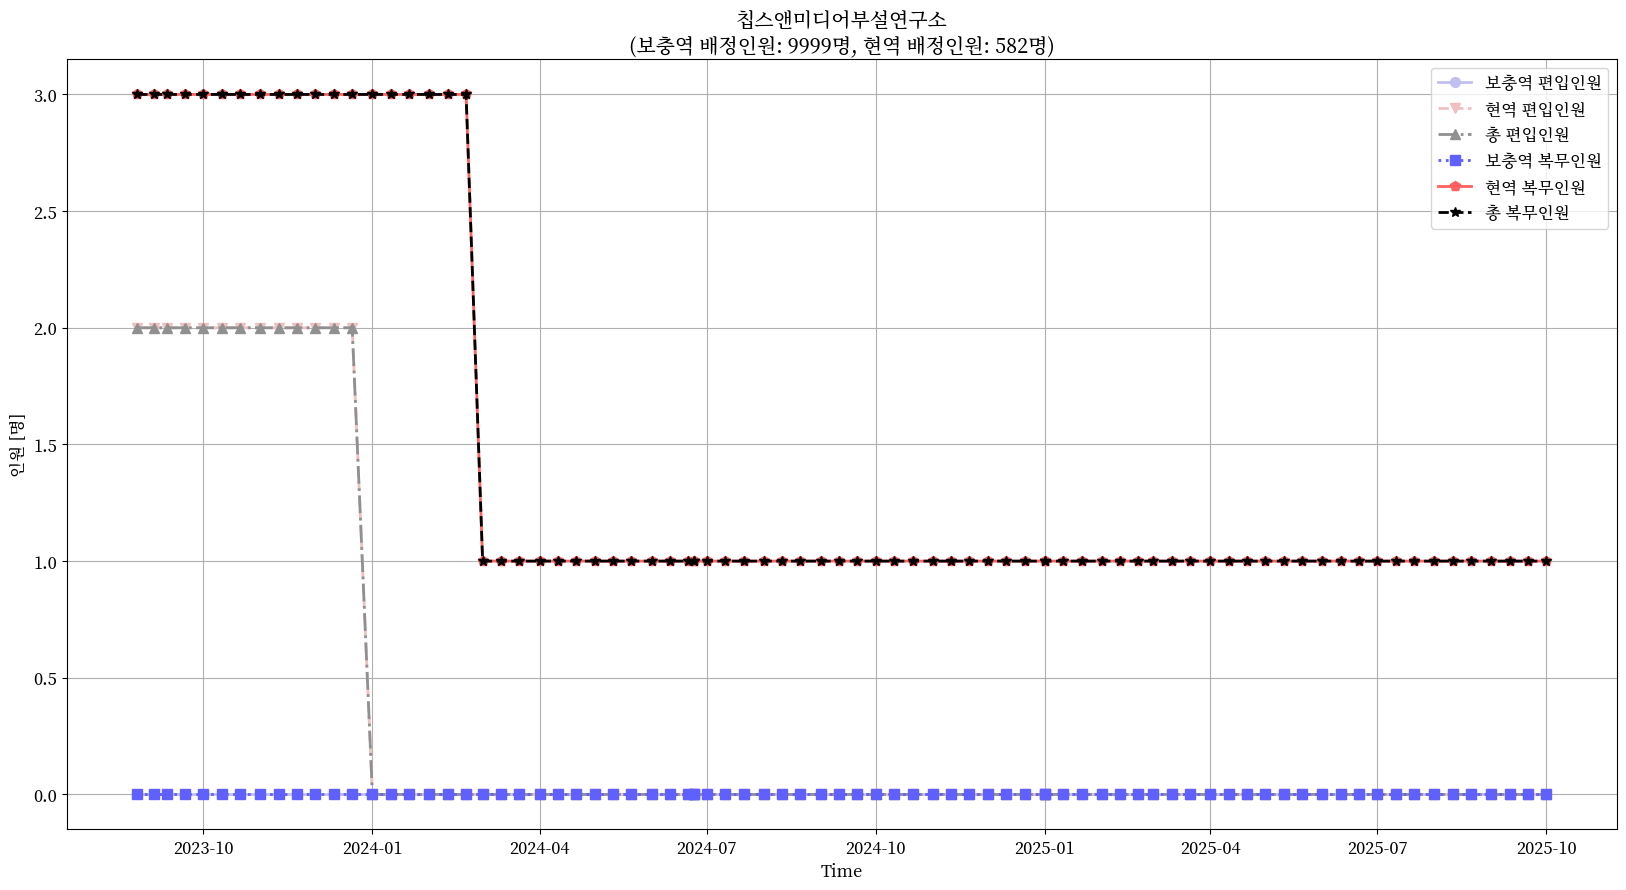 칩스앤미디어부설연구소
(보충역 배정인원: 9999명, 현역 배정인원: 582명)
보충역 편입인원
현역 편입인원
총 편입인원
보충역 복무인원
현역 복무인원
총 복무인원
3.0
2.5
2.0
1.5
1.0
0.5
0.0
인원 [명]
2023-10
2024-01
2024-04
2024-07
2024-10
2025-01
2025-04
2025-07
2025-10
Time